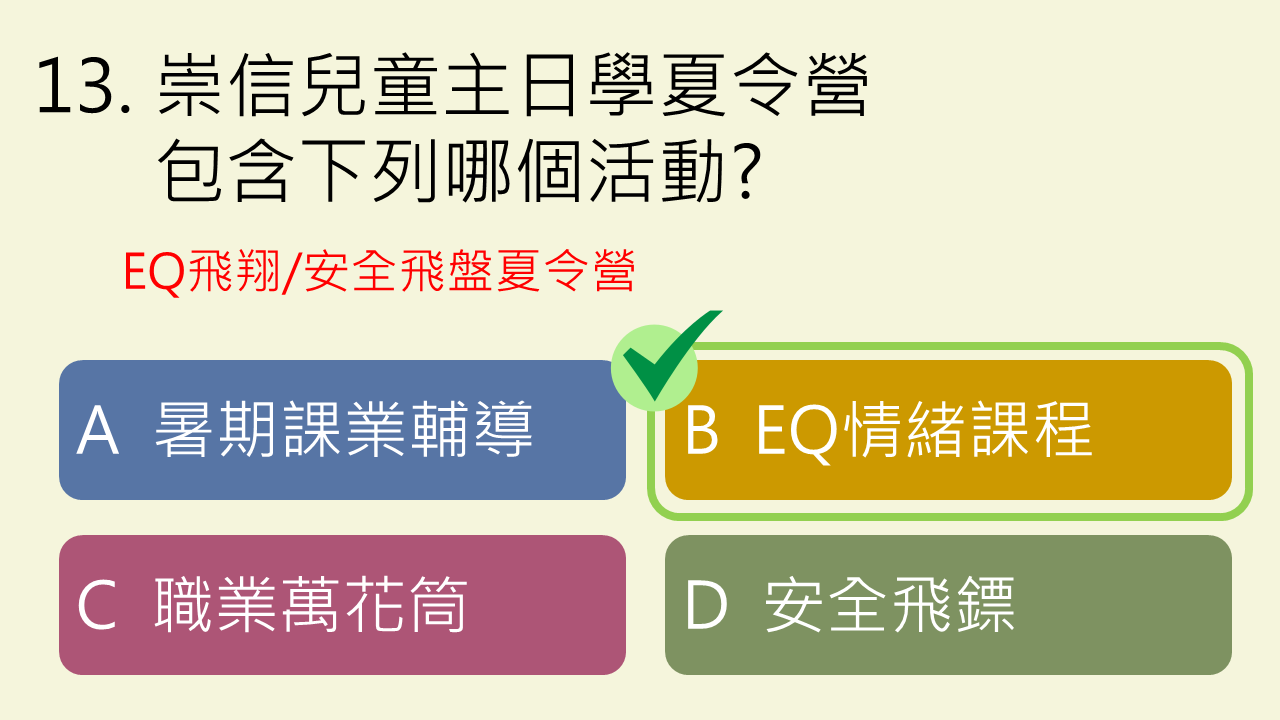 13. 崇信兒童主日學夏令營
包含下列哪個活動?
EQ飛翔/安全飛盤夏令營
A 暑期課業輔導
B EQ情緒課程
C 職業萬花筒
D 安全飛鏢